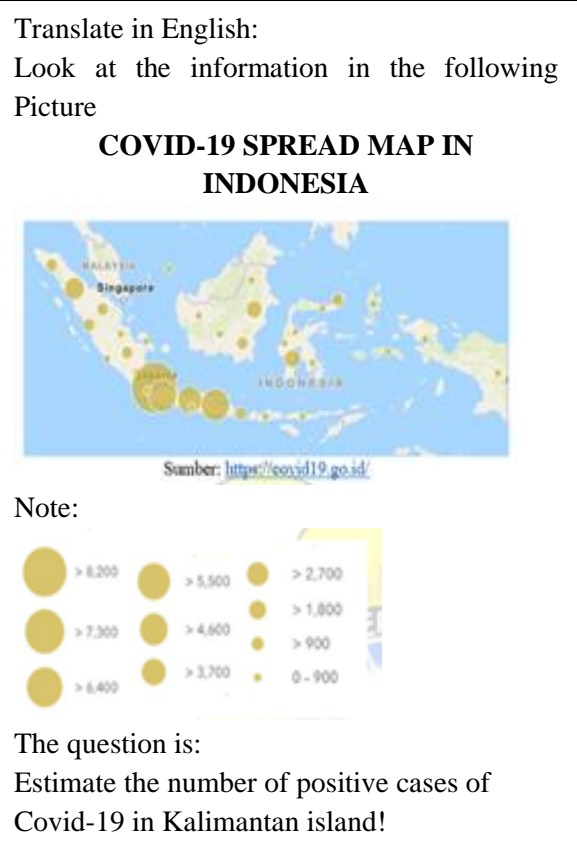 Translate in English:
Look at the information in the following
Picture
COVID-19 SPREAD MAP IN
INDONESIA
MALAYSIA
Singapore
INDONESIA
Sumber: https://covid19.go.id/
Note:
> 8,200
> 5,500
> 2,700
> 7,300
> 4,600
> 1,800
> 6,400
> 3,700
> 900
0 - 900
The question is:
Estimate the number of positive cases of
Covid-19 in Kalimantan island!